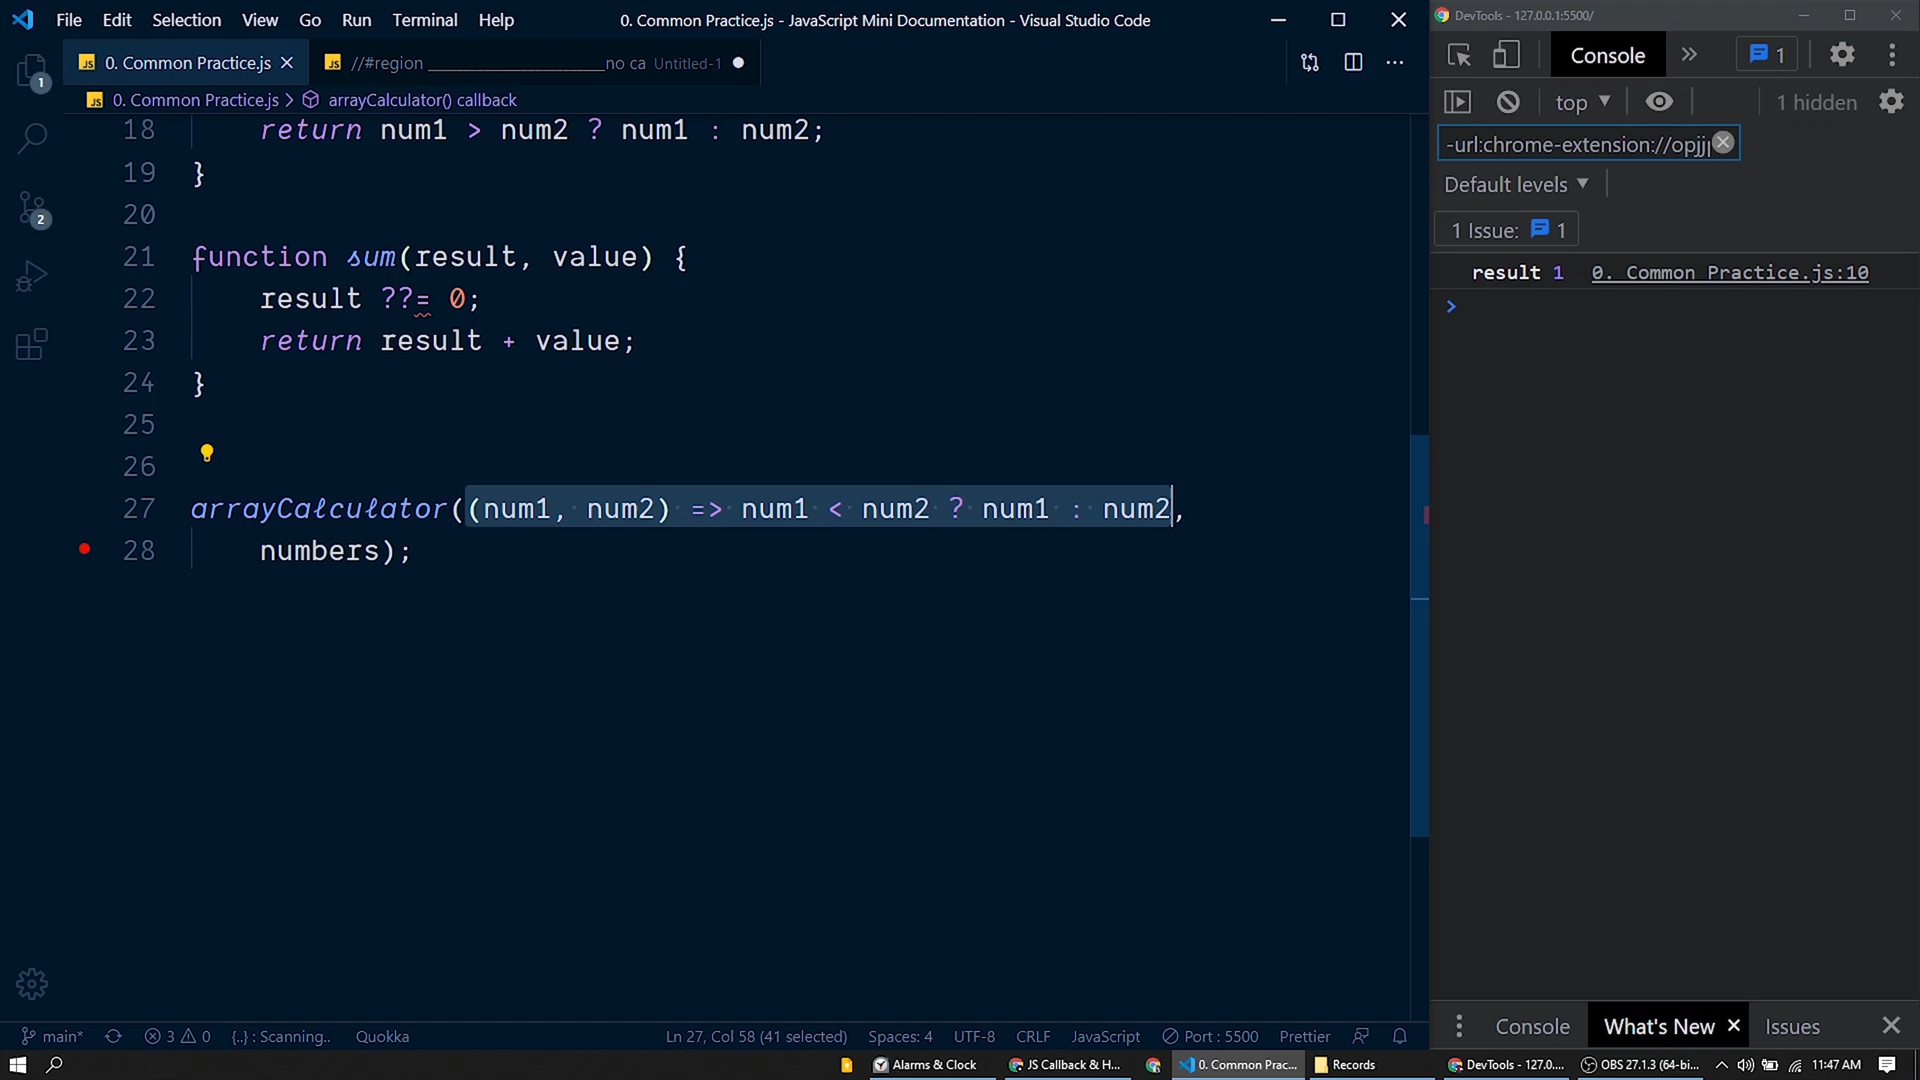 File Edit Selection View Go Run Terminal Help 0. Common Practice.js - JavaScript Mini Documentation - Visual Studio Code
0. Common Practice.js //#region ________________________no ca Untitled-1
0. Common Practice.js > arrayCalculator() callback
18 return num1 > num2 ? num1 : num2;
19 }
20
21 function sum(result, value) {
22 result ??= 0;
23 return result + value;
24 }
25
26
27 arrayCalculator((num1, num2) => num1 < num2 ? num1 : num2,
28 numbers);
1
2
main* 3 0 {..} : Scanning.. Quokka Ln 27, Col 58 (41 selected) Spaces: 4 UTF-8 CRLF JavaScript Port : 5500 Prettier
DevTools - 127.0.0.1:5500/
Console 1
top 1 hidden
-url:chrome-extension://opjj
Default levels
1 Issue: 1
result 1 0. Common Practice.js:10
>
Console What's New Issues
Alarms & Clock JS Callback & H... 0. Common Prac... Records DevTools - 127.0.... OBS 27.1.3 (64-bi... 11:47 AM